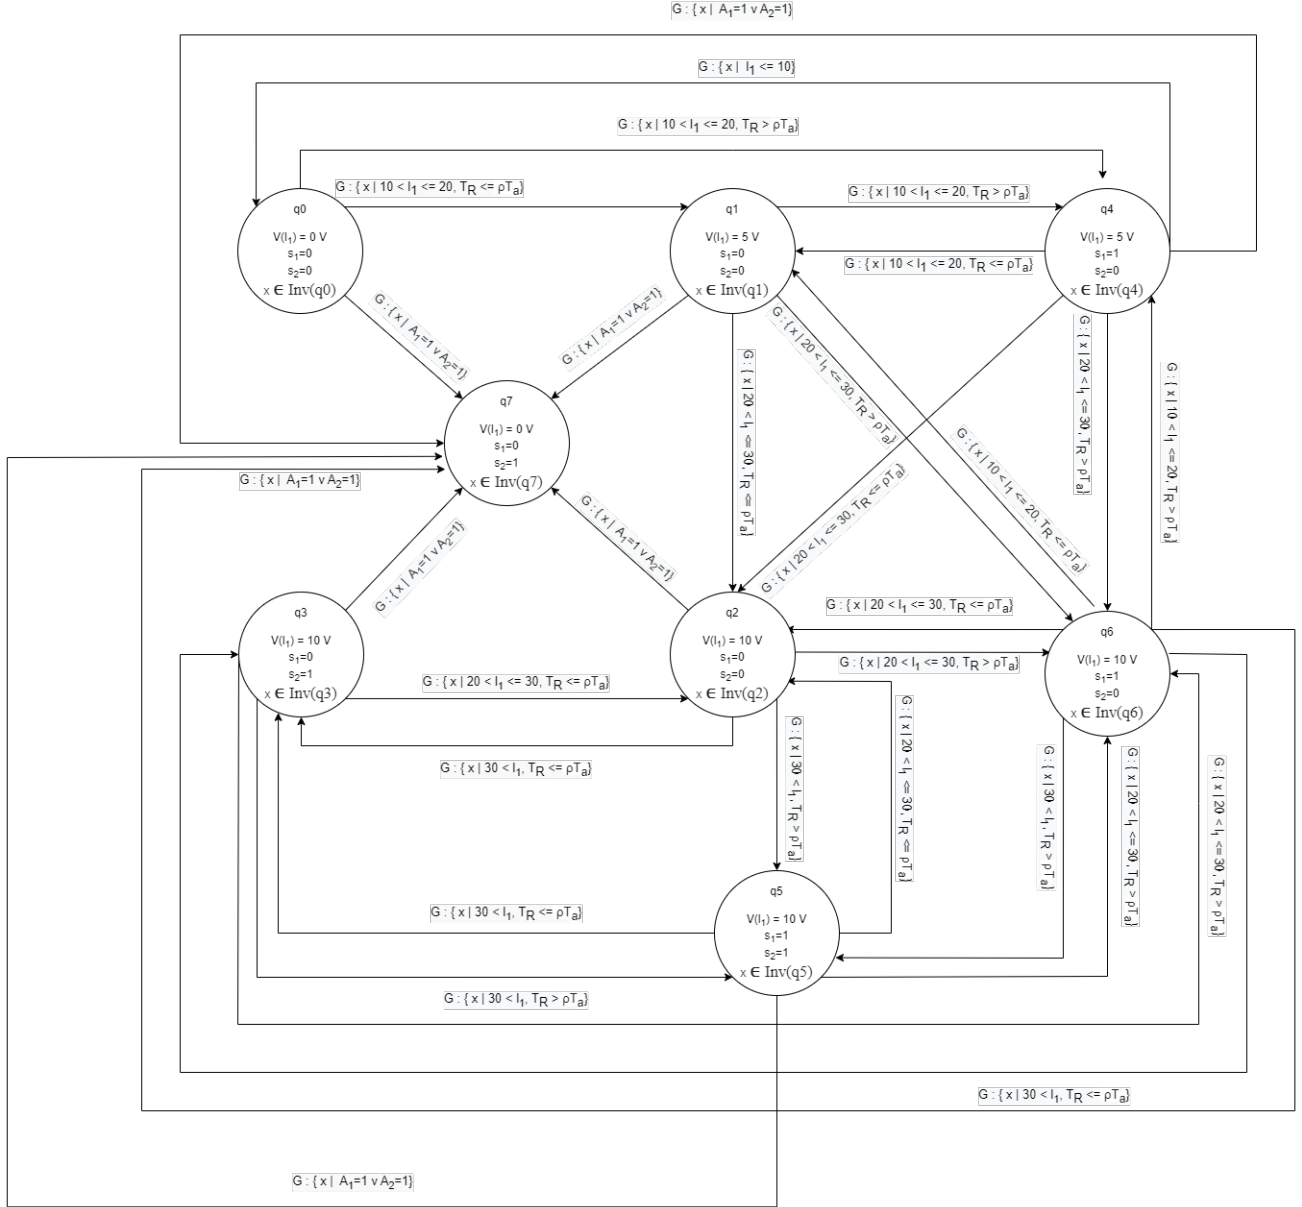 G : { x | A1=1 v A2=1}
G : { x | I1 <= 10}
G : { x | 10 < I1 <= 20, TR > ρTa}
G : { x | 10 < I1 <= 20, TR <= ρTa}
G : { x | 10 < I1 <= 20, TR > ρTa}
q0
V(I1) = 0 V
s1=0
s2=0
x ∈ Inv(q0)
q1
V(I1) = 5 V
s1=0
s2=0
x ∈ Inv(q1)
q4
V(I1) = 5 V
s1=1
s2=0
x ∈ Inv(q4)
G : { x | 10 < I1 <= 20, TR <= ρTa}
G : { x | A1=1 v A2=1}
G : { x | A1=1 v A2=1}
G : { x | 20 < I1 <= 30, TR <= ρTa}
G : { x | 20 < I1 <= 30, TR > ρTa}
G : { x | 10 < I1 <= 20, TR <= ρTa}
G : { x | 20 < I1 <= 30, TR > ρTa}
G : { x | 10 < I1 <= 20, TR > ρTa}
q7
V(I1) = 0 V
s1=0
s2=1
x ∈ Inv(q7)
G : { x | A1=1 v A2=1}
G : { x | A1=1 v A2=1}
G : { x | A1=1 v A2=1}
G : { x | 20 < I1 <= 30, TR <= ρTa}
q3
V(I1) = 10 V
s1=0
s2=1
x ∈ Inv(q3)
q2
V(I1) = 10 V
s1=0
s2=0
x ∈ Inv(q2)
G : { x | 20 < I1 <= 30, TR <= ρTa}
G : { x | 20 < I1 <= 30, TR > ρTa}
q6
V(I1) = 10 V
s1=1
s2=0
x ∈ Inv(q6)
G : { x | 20 < I1 <= 30, TR <= ρTa}
G : { x | 30 < I1, TR <= ρTa}
G : { x | 30 < I1, TR > ρTa}
G : { x | 20 < I1 <= 30, TR <= ρTa}
G : { x | 30 < I1, TR > ρTa}
G : { x | 20 < I1 <= 30, TR > ρTa}
G : { x | 20 < I1 <= 30, TR > ρTa}
q5
V(I1) = 10 V
s1=1
s2=1
x ∈ Inv(q5)
G : { x | 30 < I1, TR <= ρTa}
G : { x | 30 < I1, TR > ρTa}
G : { x | 30 < I1, TR <= ρTa}
G : { x | A1=1 v A2=1}